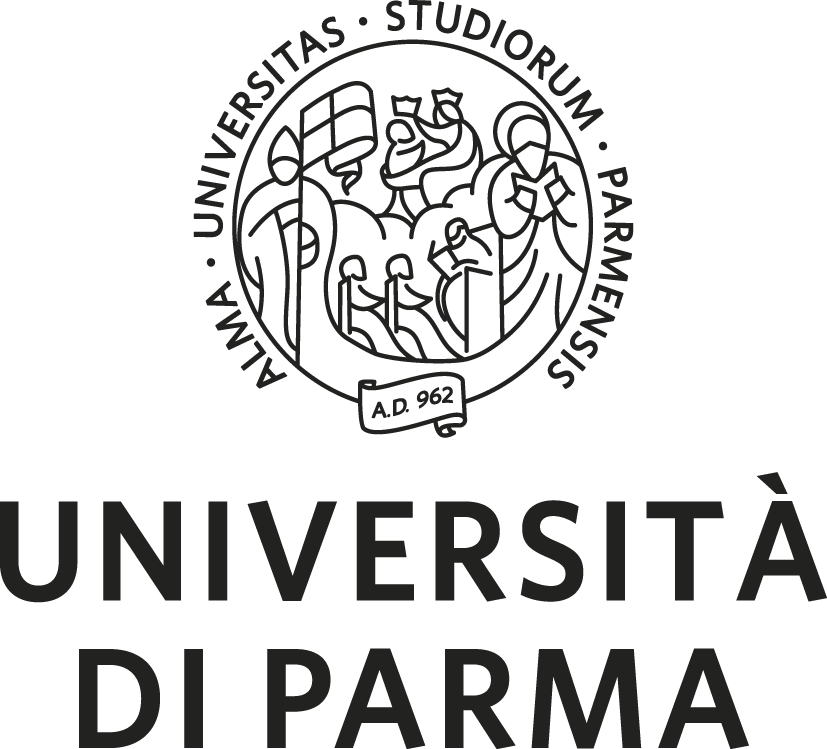 ALMA · UNIVERSITAS · STUDIORUM · PARMENSIS
A.D. 962
UNIVERSITÀ
DI PARMA